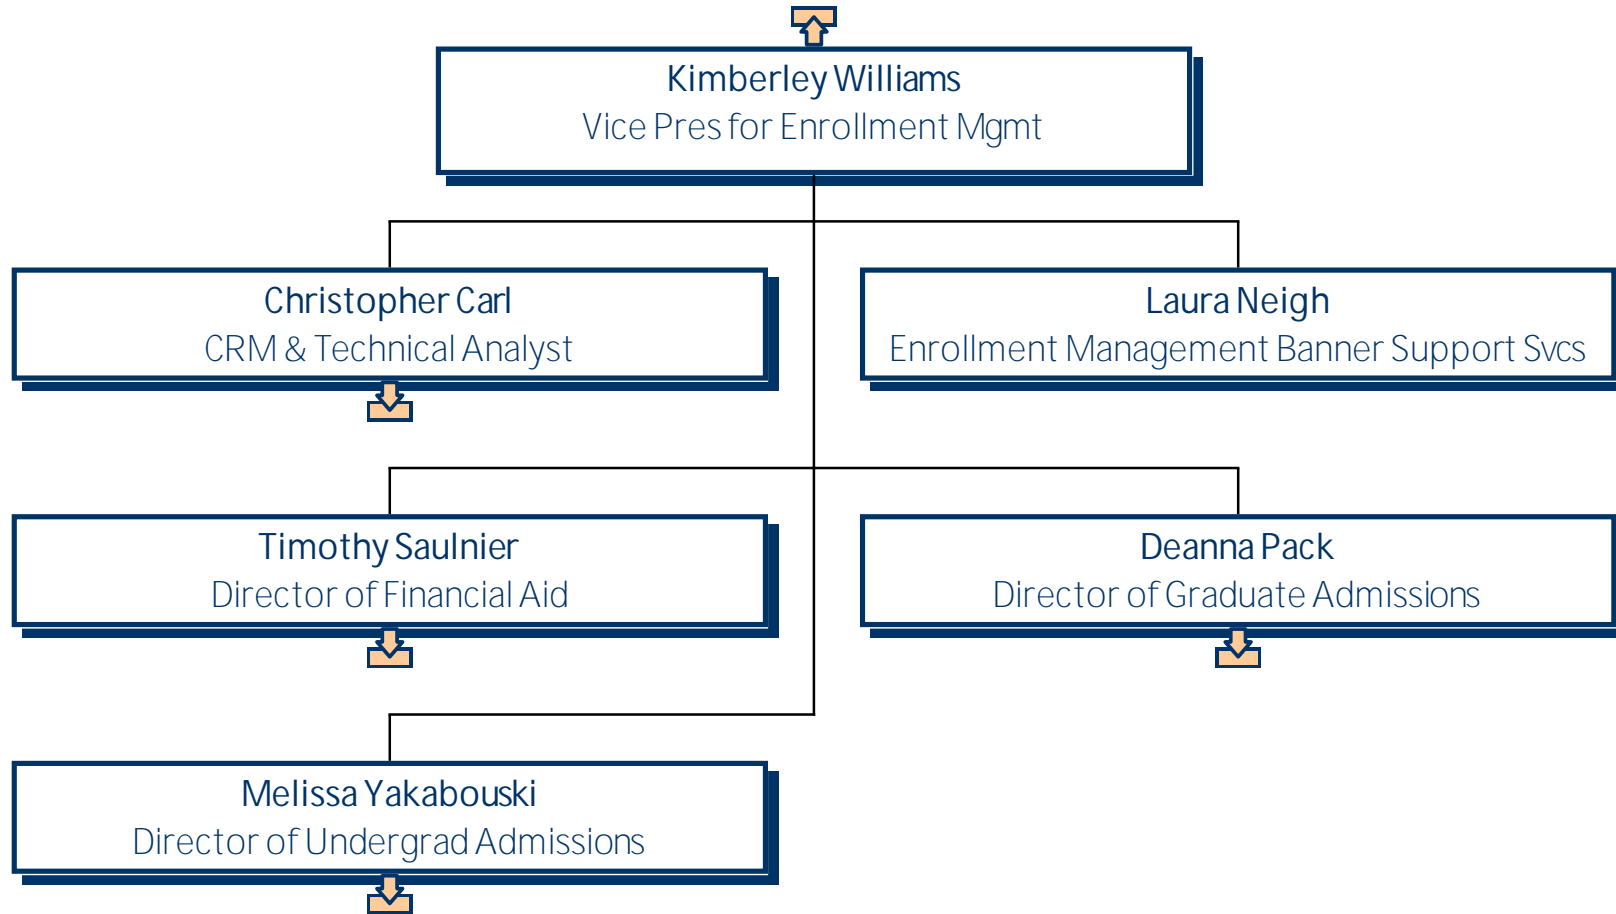 Kimberley Williams
Vice Pres for Enrollment Mgmt
Christopher Carl
CRM & Technical Analyst
Laura Neigh
Enrollment Management Banner Support Svcs
Timothy Saulnier
Director of Financial Aid
Deanna Pack
Director of Graduate Admissions
Melissa Yakabouski
Director of Undergrad Admissions